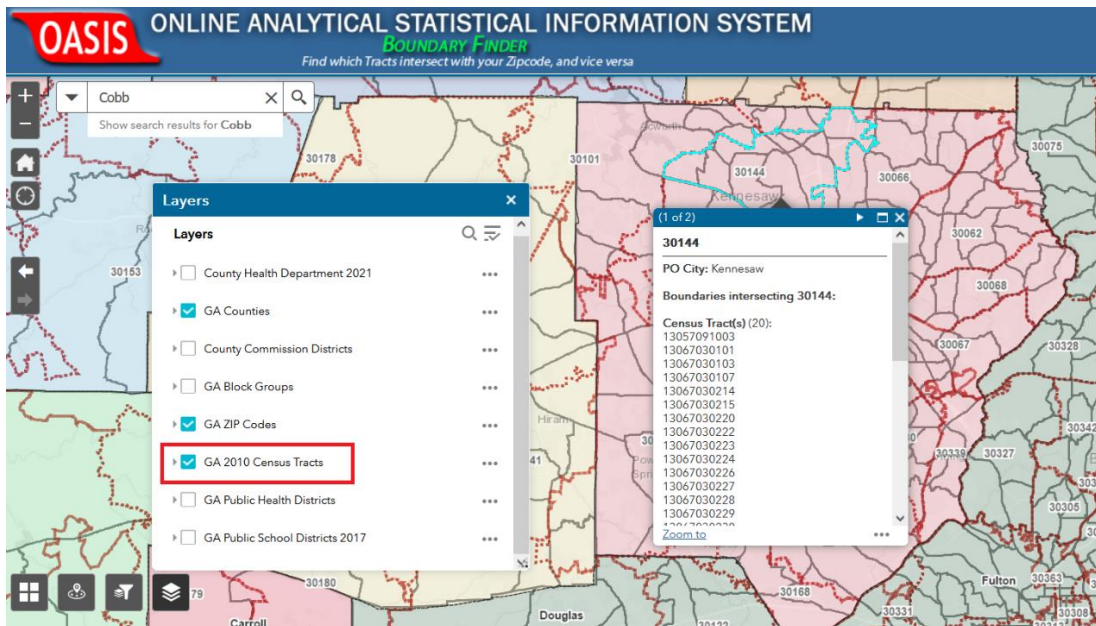 OASIS
ONLINE ANALYTICAL STATISTICAL INFORMATION SYSTEM
BOUNDARY FINDER
Find which Tracts intersect with your Zipcode, and vice versa
Cobb
Show search results for Cobb
Acworth
30178
30101
30144
30075
30066
Kennesaw
30062
30153
30068
30067
30328
Hiram
30342
30339
30327
30305
Layers
Layers
County Health Department 2021
GA Counties
County Commission Districts
GA Block Groups
GA ZIP Codes
GA 2010 Census Tracts
GA Public Health Districts
GA Public School Districts 2017
(1 of 2)
30144
PO City: Kennesaw
Boundaries intersecting 30144:
Census Tract(s) (20):
13057091003
13067030101
13067030103
13067030107
13067030214
13067030215
13067030220
13067030222
13067030223
13067030224
13067030226
13067030227
13067030228
13067030229
Zoom to
30180
30168
Fulton
30363
30331
30308
Carroll
Douglas